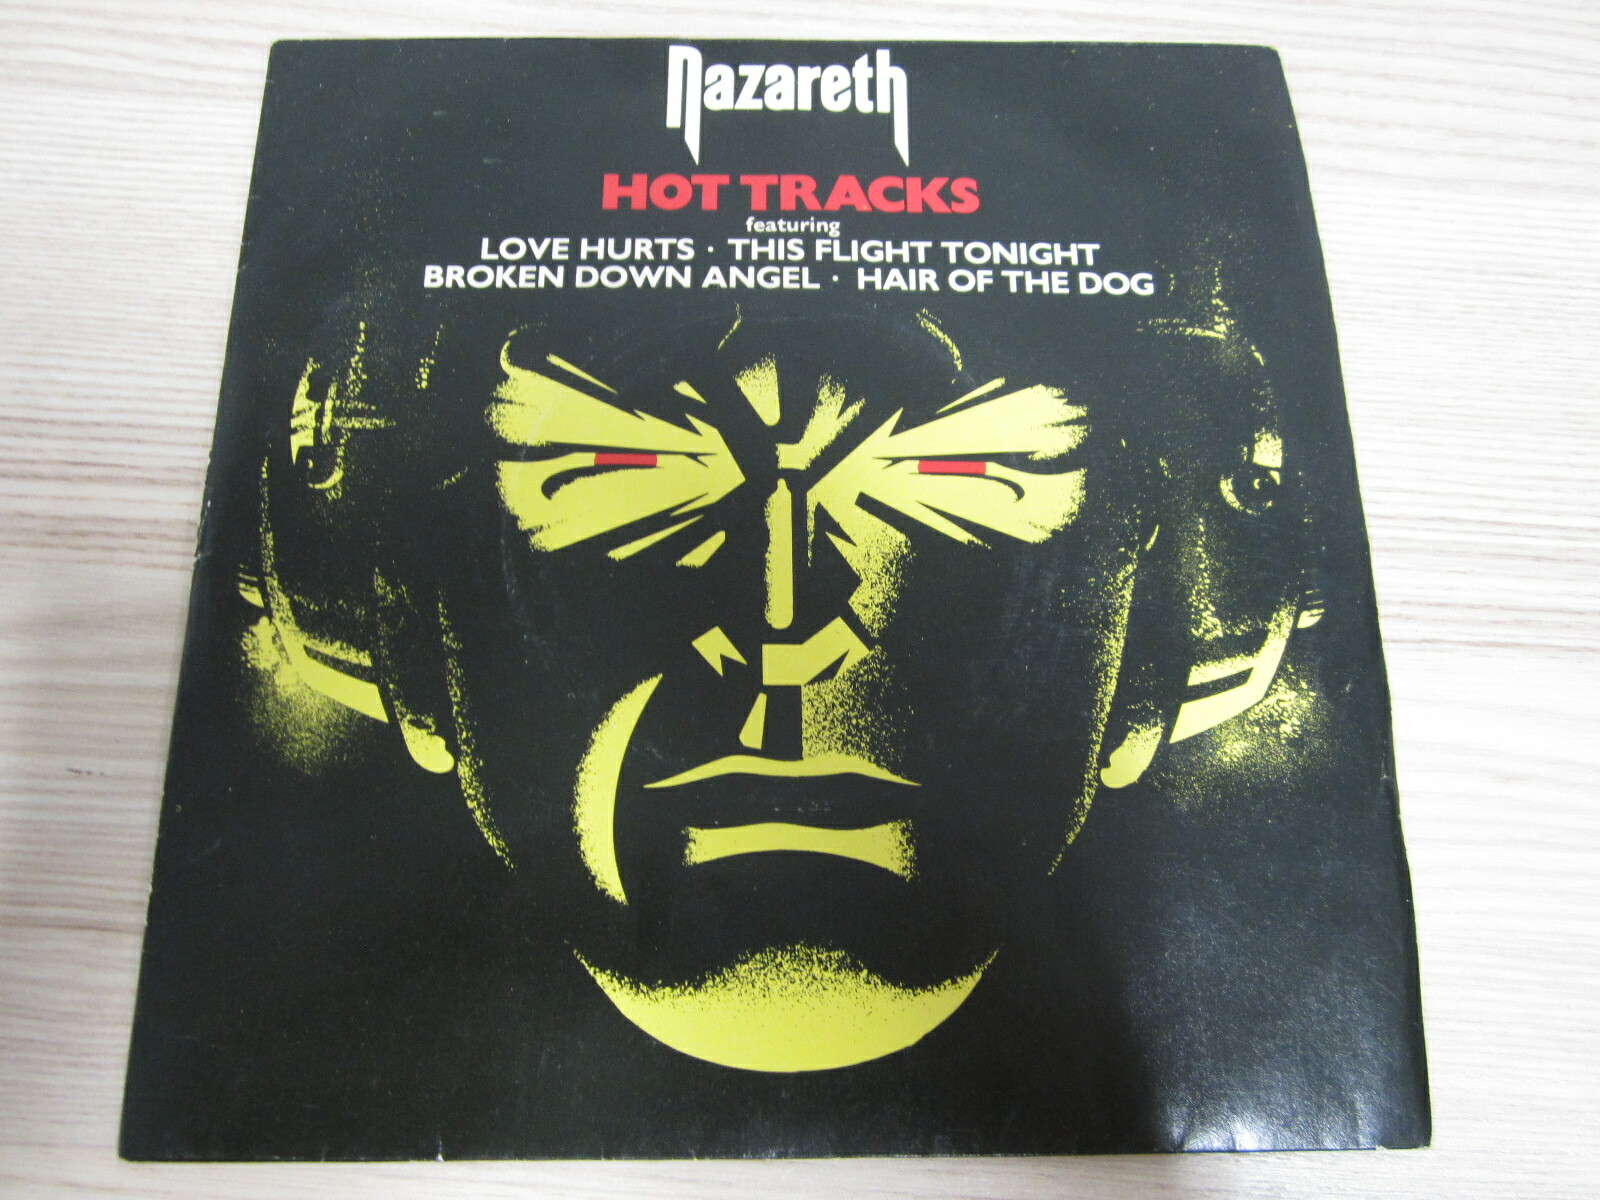 Nazareth
HOT TRACKS
featuring
LOVE HURTS · THIS FLIGHT TONIGHT
BROKEN DOWN ANGEL · HAIR OF THE DOG